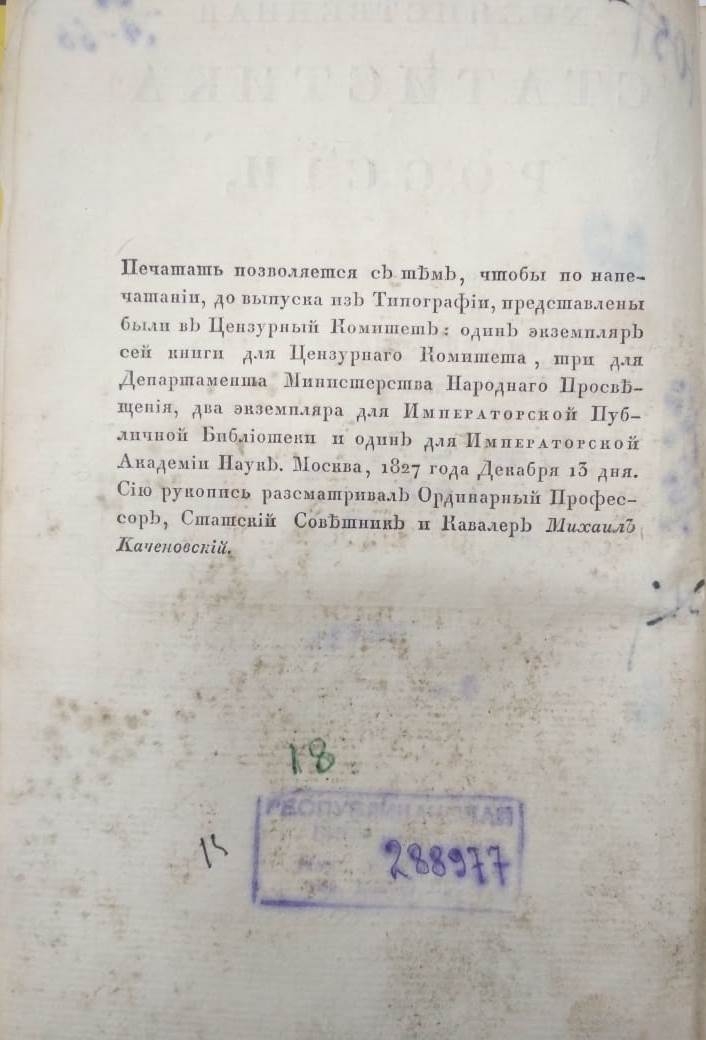 Печатать позволяется съ тѣмъ, чтобы по напе-
чатаніи, до выпуска изъ Типографіи, представлены
были въ Цензурный Комитетъ: одинъ экземпляръ
сей книги для Цензурнаго Комитета, три для
Департамента Министерства Народнаго Просвѣ-
щенія, два экземпляра для Императорской Пуб-
личной Библіотеки и одинъ для Императорской
Академіи Наукъ. Москва, 1827 года Декабря 13 дня.
Сію рукопись разсматривалъ Ординарный Профес-
соръ, Статскій Совѣтникъ и Кавалеръ Михаилъ
Каченовскій.
18
РЕСПУБЛИКАНСКАЯ
288977